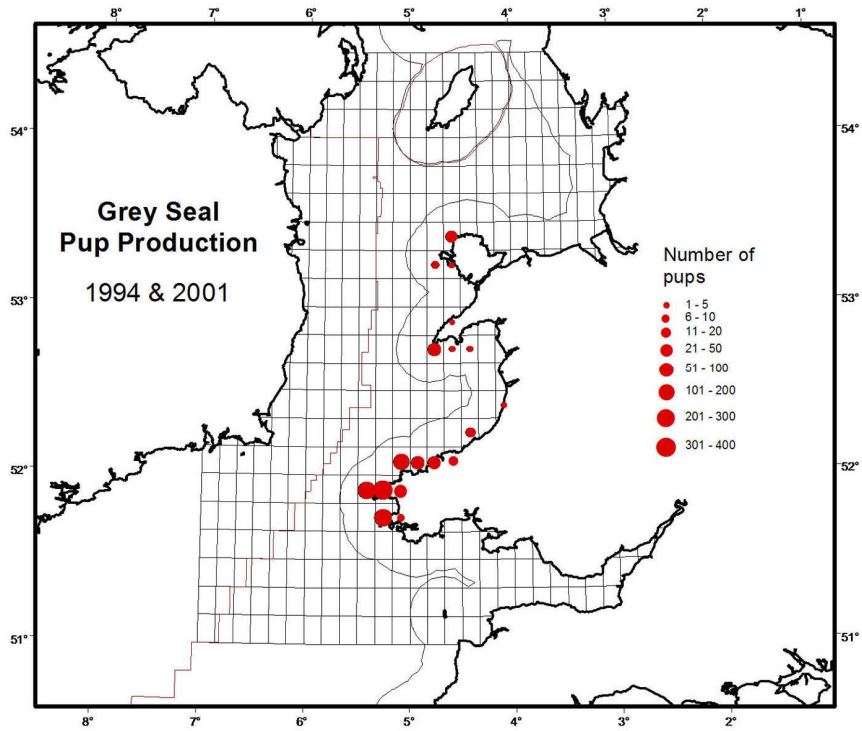 8° 7° 6° 5° 4° 3° 2° 1°
54° 54°
Grey Seal
Pup Production
1994 & 2001
Number of
pups
1 - 5
6 - 10
11 - 20
21 - 50
51 - 100
101 - 200
201 - 300
301 - 400
53° 53°
52° 52°
51° 51°
8° 7° 6° 5° 4° 3° 2°